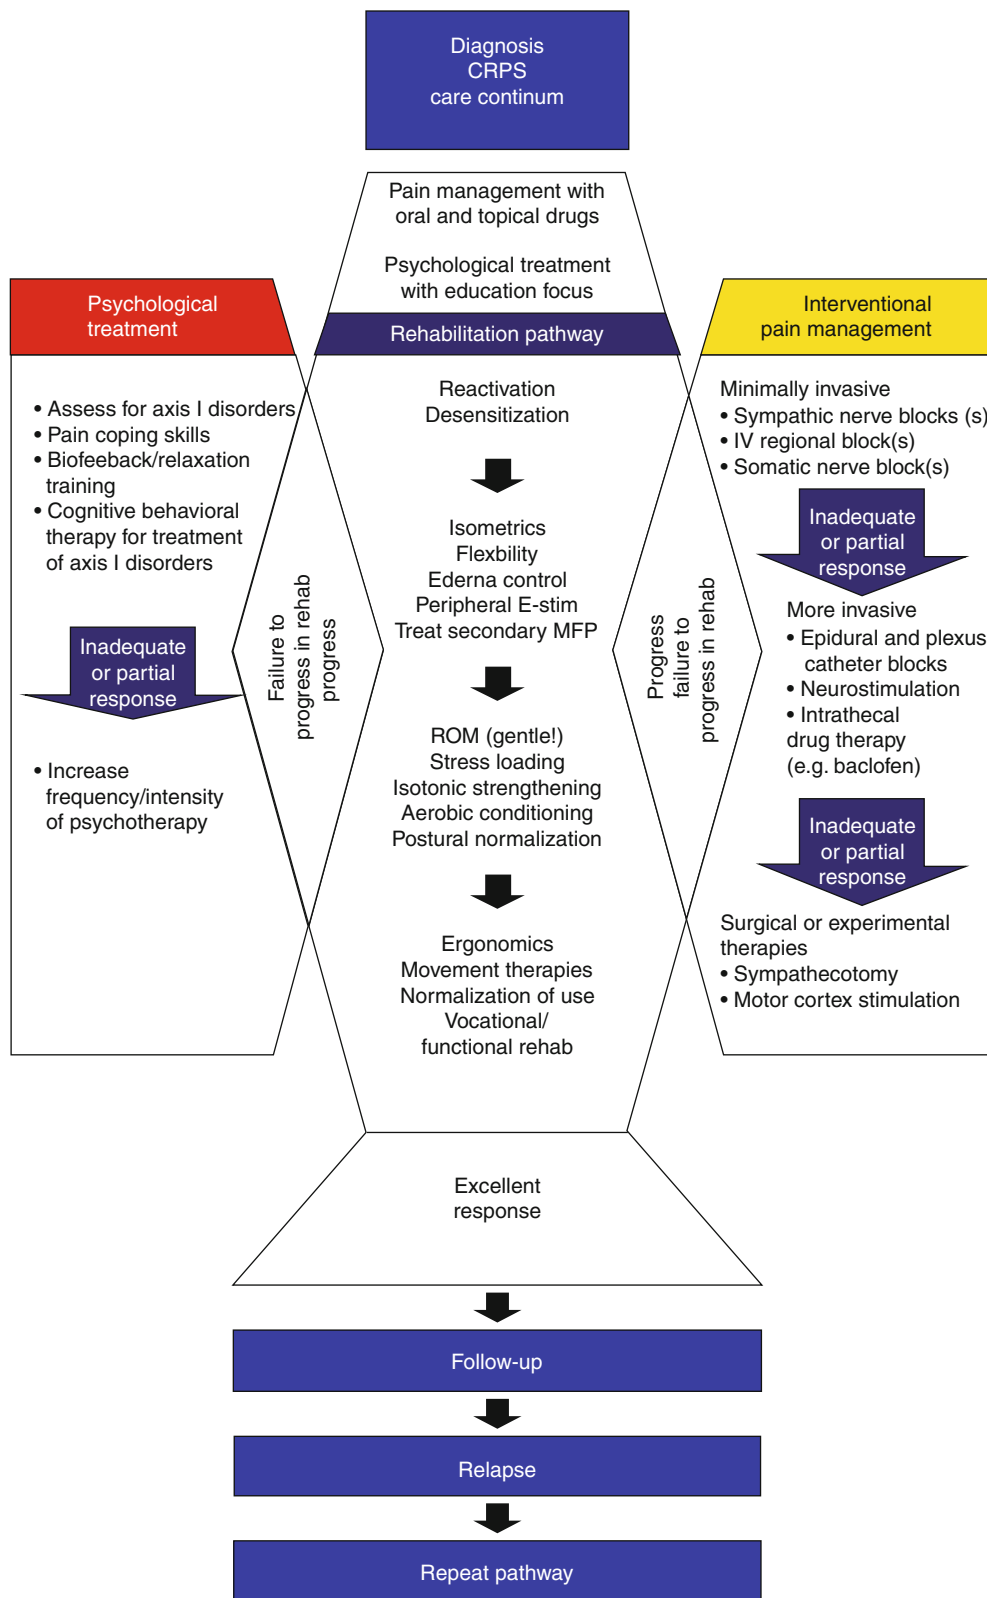 Diagnosis
CRPS
care continum
Pain management with
oral and topical drugs
Psychological treatment
with education focus
Psychological
treatment
Rehabilitation pathway
Interventional
pain management
• Assess for axis I disorders
• Pain coping skills
• Biofeeback/relaxation
training
• Cognitive behavioral
therapy for treatment
of axis I disorders
Inadequate
or partial
response
• Increase
frequency/intensity
of psychotherapy
Failure to
progress in rehab
progress
Reactivation
Desensitization
Isometrics
Flexbility
Ederna control
Peripheral E-stim
Treat secondary MFP
ROM (gentle!)
Stress loading
Isotonic strengthening
Aerobic conditioning
Postural normalization
Ergonomics
Movement therapies
Normalization of use
Vocational/
functional rehab
Progress
failure to
progress in rehab
Minimally invasive
• Sympathic nerve blocks (s)
• IV regional block(s)
• Somatic nerve block(s)
Inadequate
or partial
response
More invasive
• Epidural and plexus
catheter blocks
• Neurostimulation
• Intrathecal
drug therapy
(e.g. baclofen)
Inadequate
or partial
response
Surgical or experimental
therapies
• Sympathecotomy
• Motor cortex stimulation
Excellent
response
Follow-up
Relapse
Repeat pathway